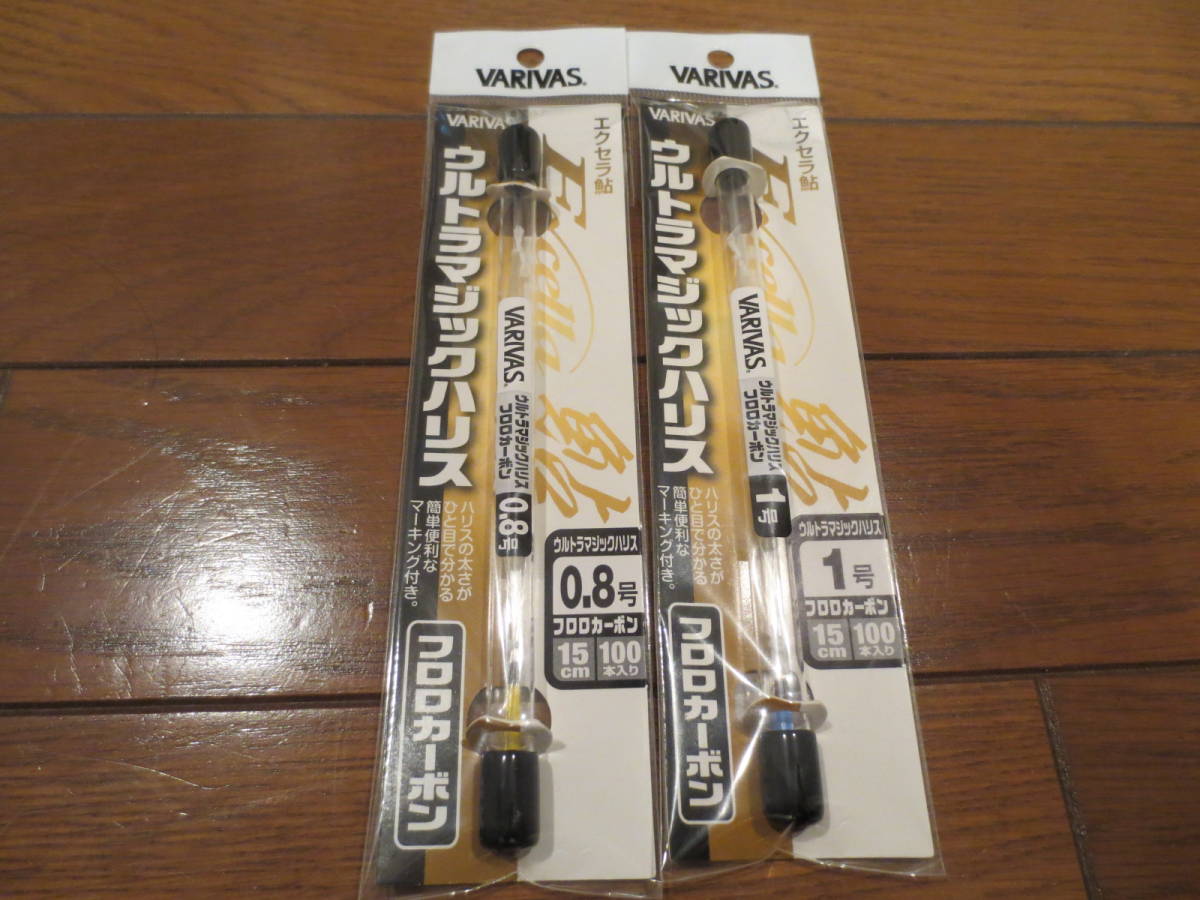 VARIVAS
VARIVAS
エクセラ鮎
Excella
鮎
ウルトラマジックハリス
VARIVAS
ウルトラマジックハリス
フロロカーボン
0.8号
ハリスの太さが
ひと目で分かる
簡単便利な
マーキング付き。
ウルトラマジックハリス
0.8号
フロロカーボン
15cm
100本入り
フロロカーボン
VARIVAS
VARIVAS
エクセラ鮎
Excella
鮎
ウルトラマジックハリス
VARIVAS
ウルトラマジックハリス
フロロカーボン
1号
ハリスの太さが
ひと目で分かる
簡単便利な
マーキング付き。
ウルトラマジックハリス
1号
フロロカーボン
15cm
100本入り
フロロカーボン